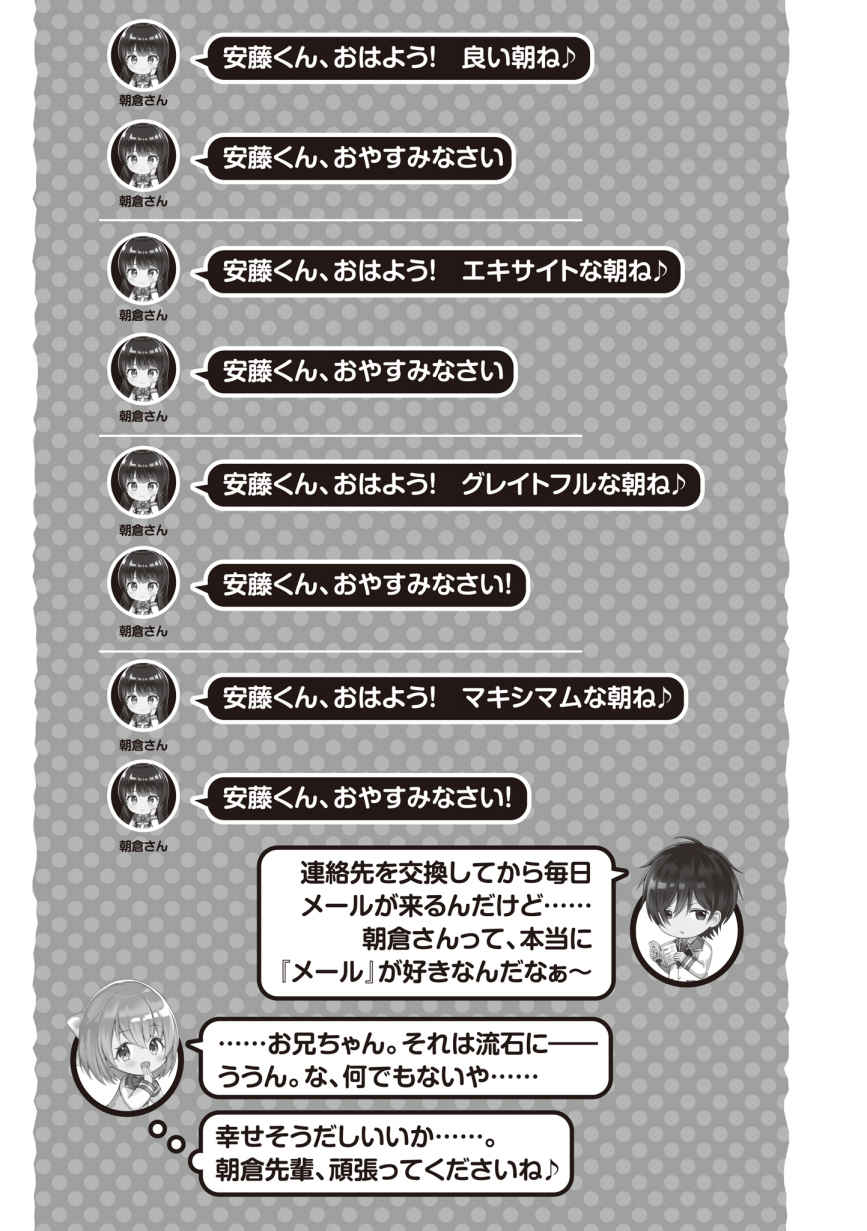 安藤くん、おはよう!　良い朝ね♪
朝倉さん
安藤くん、おやすみなさい
朝倉さん
安藤くん、おはよう!　エキサイトな朝ね♪
朝倉さん
安藤くん、おやすみなさい
朝倉さん
安藤くん、おはよう!　グレイトフルな朝ね♪
朝倉さん
安藤くん、おやすみなさい!
朝倉さん
安藤くん、おはよう!　マキシマムな朝ね♪
朝倉さん
安藤くん、おやすみなさい!
朝倉さん
連絡先を交換してから毎日
メールが来るんだけど……
朝倉さんって、本当に
『メール』が好きなんだなぁ〜
……お兄ちゃん。それは流石に――
ううん。な、何でもないや……
幸せそうだしいいか……。
朝倉先輩、頑張ってくださいね♪